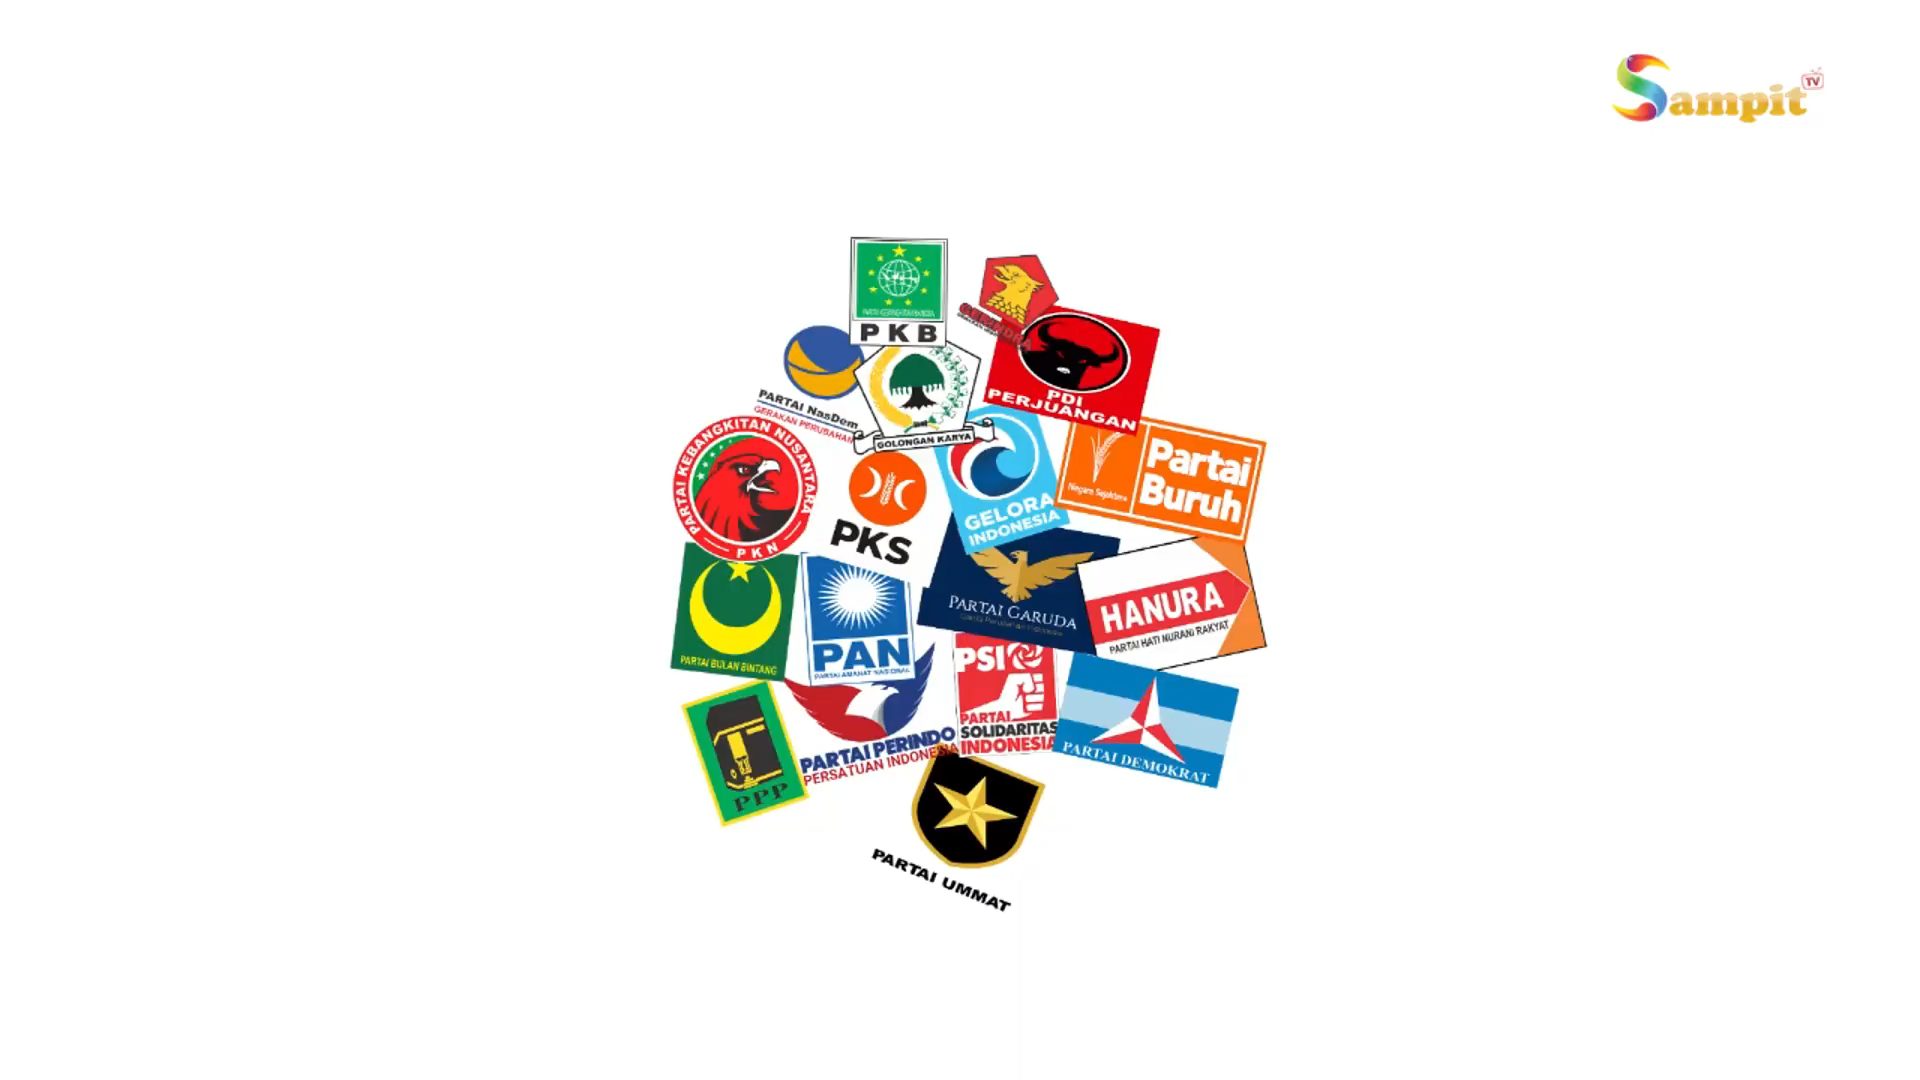 Sampit TV
PKB
GERINDRA
PDI
PERJUANGAN
PARTAI NasDem
GERAKAN PERUBAHAN
GOLONGAN KARYA
PARTAI KEBANGKITAN NUSANTARA
PKN
PKS
GELORA
INDONESIA
Negara Sejahtera
Partai
Buruh
PARTAI GARUDA
HANURA
PARTAI HATI NURANI RAKYAT
PARTAI BULAN BINTANG
PAN
PARTAI AMANAT NASIONAL
PSI
PARTAI
SOLIDARITAS
INDONESIA
PARTAI DEMOKRAT
PPP
PARTAI PERINDO
PERSATUAN INDONESIA
PARTAI UMMAT